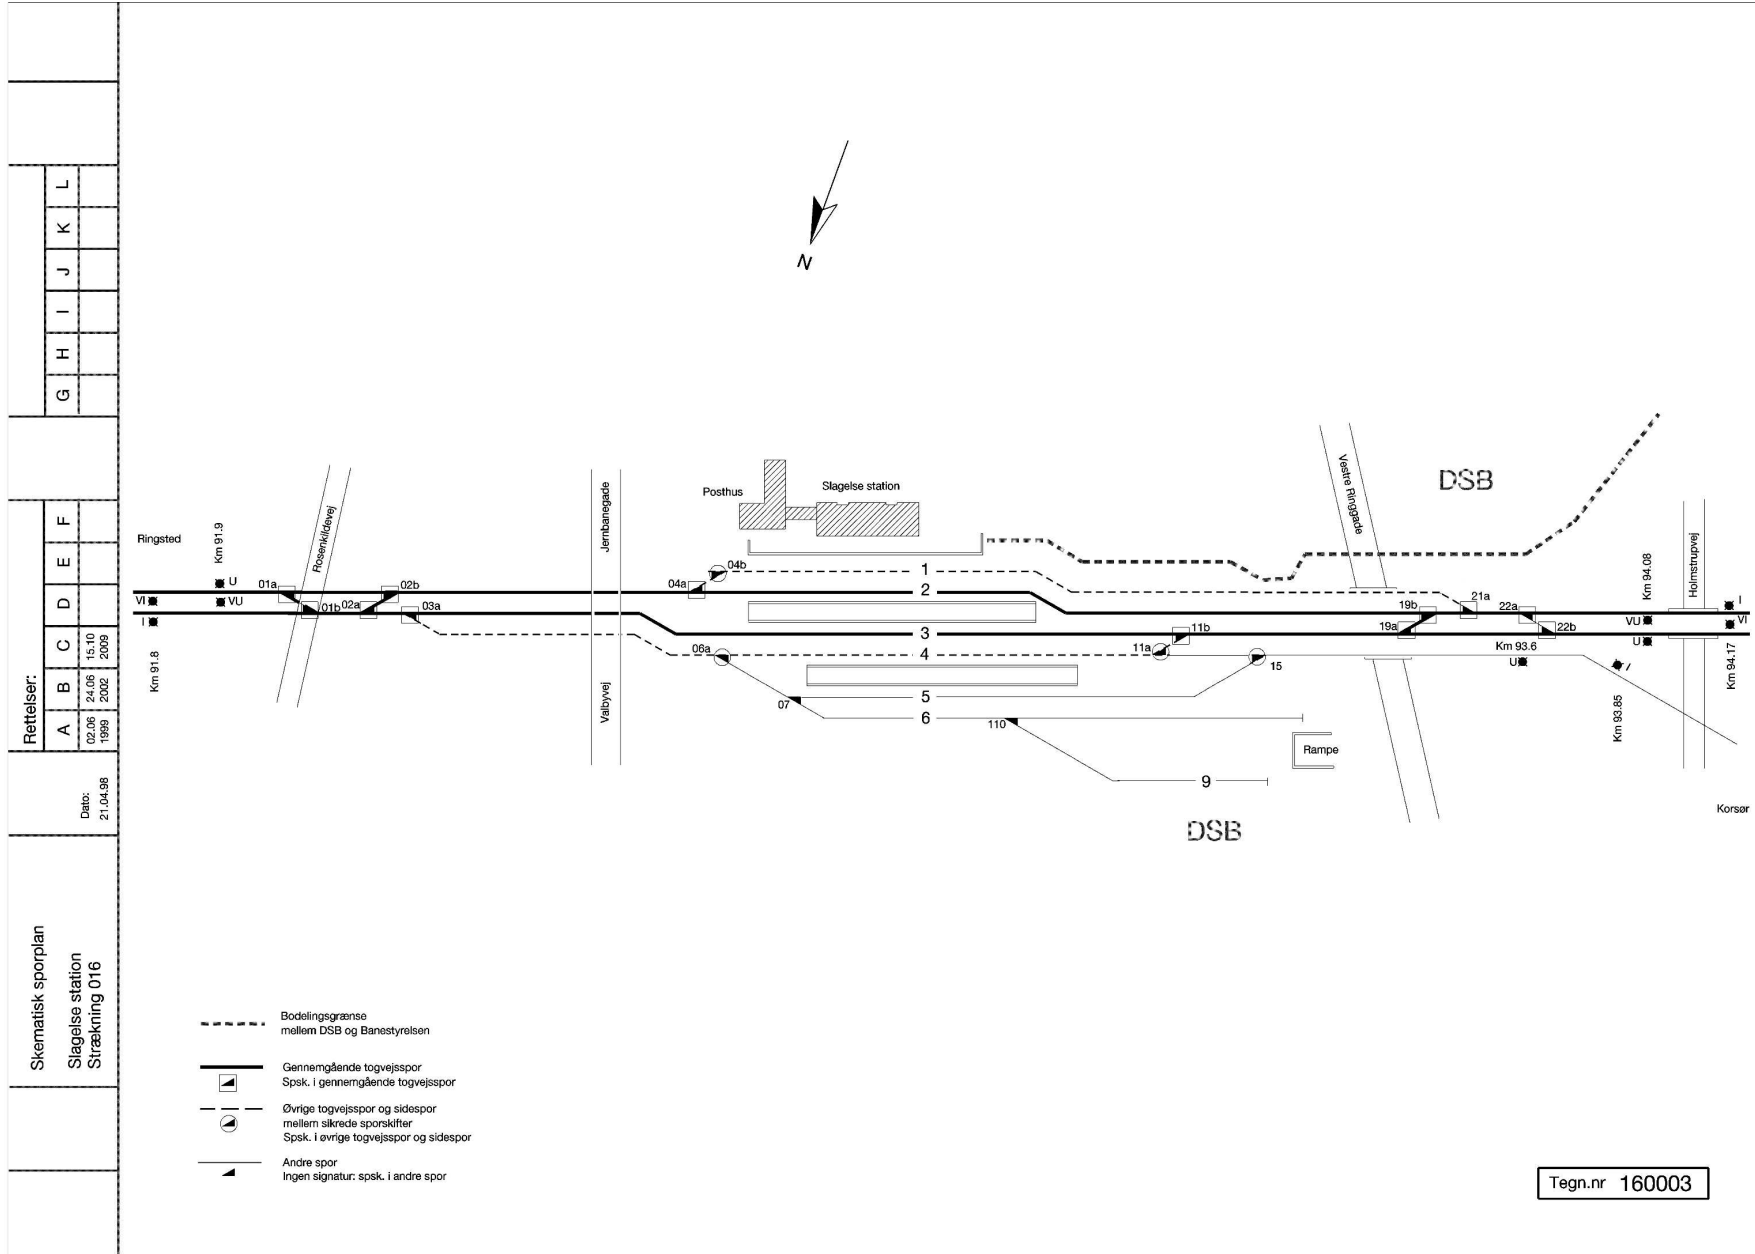 L
K
J
I
H
G
F
E
D
C
B
A
15.10
2009
24.06
2002
02.06
1999
Rettelser:
Dato:
21.04.98
Skematisk sporplan
Slagelse station
Strækning 016
N
Posthus
Slagelse station
Ringsted
Km 91.9
Rosenkildevej
Jernbanegade
Valbyvej
Vestre Ringgade
DSB
Km 94.08
Holmstrupvej
U
VU
VI
I
Km 91.8
01a
01b
02a
02b
03a
04a
04b
1
2
3
4
5
6
9
06a
07
110
11a
11b
15
19a
19b
21a
22a
22b
Km 93.6
U
VU
U
I
VI
I
Km 93.85
Km 94.17
Rampe
DSB
Korsør
Bodelingsgrænse
mellem DSB og Banestyrelsen
Gennemgående togvejsspor
Spsk. i gennemgående togvejsspor
Øvrige togvejsspor og sidespor
mellem sikrede sporskifter
Spsk. i øvrige togvejsspor og sidespor
Andre spor
Ingen signatur: spsk. i andre spor
Tegn.nr 160003